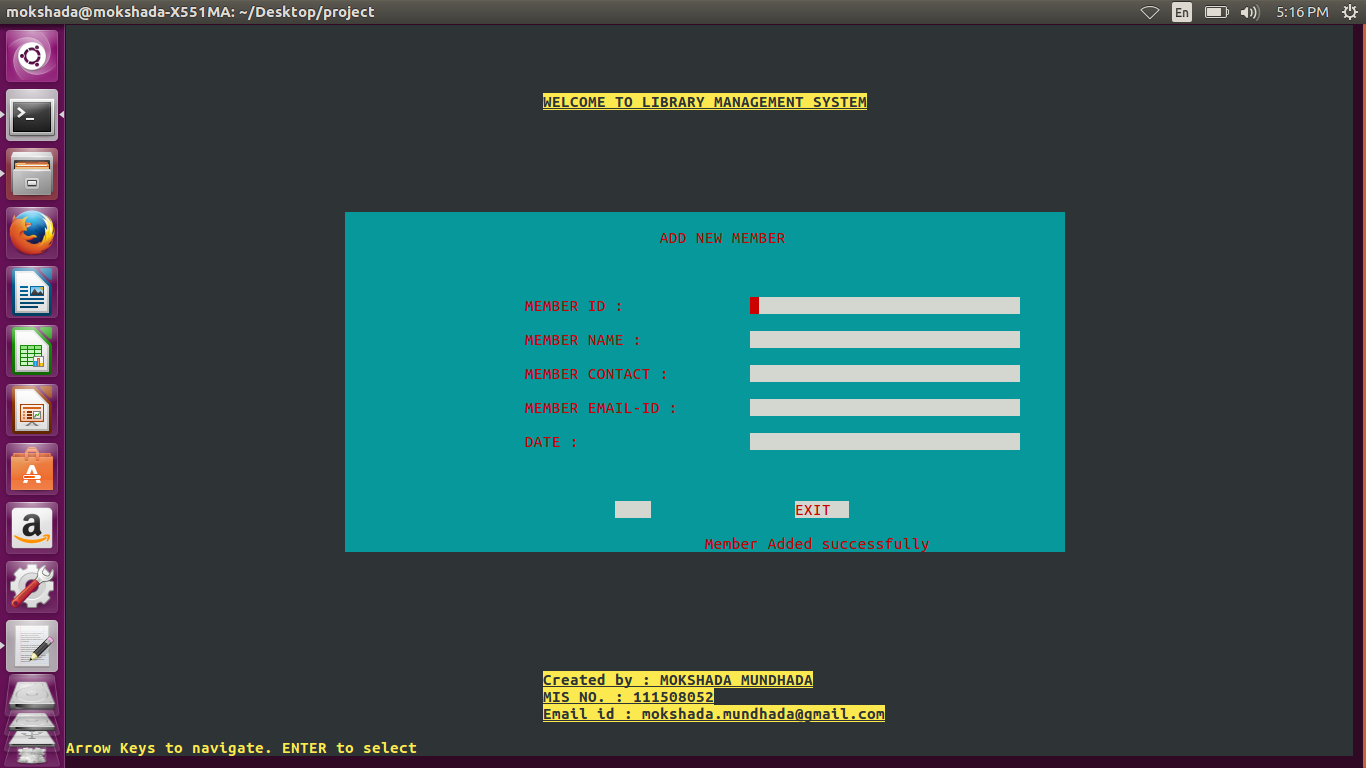 mokshada@mokshada-X551MA: ~/Desktop/project
En
5:16 PM
WELCOME TO LIBRARY MANAGEMENT SYSTEM
ADD NEW MEMBER
MEMBER ID :
MEMBER NAME :
MEMBER CONTACT :
MEMBER EMAIL-ID :
DATE :
EXIT
Member Added successfully
Created by : MOKSHADA MUNDHADA
MIS NO. : 111508052
Email id : mokshada.mundhada@gmail.com
Arrow Keys to navigate. ENTER to select